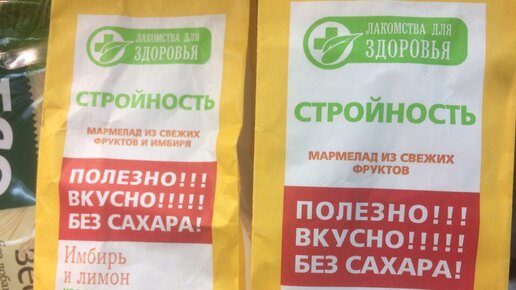 ЛАКОМСТВА ДЛЯ
ЗДОРОВЬЯ
СТРОЙНОСТЬ
МАРМЕЛАД ИЗ СВЕЖИХ
ФРУКТОВ И ИМБИРЯ
ПОЛЕЗНО!!!
ВКУСНО!!!!!
БЕЗ САХАРА!
Имбирь
и лимон
ЛАКОМСТВА ДЛЯ
ЗДОРОВЬЯ
СТРОЙНОСТЬ
МАРМЕЛАД ИЗ СВЕЖИХ
ФРУКТОВ
ПОЛЕЗНО!!!
ВКУСНО!!!!!
БЕЗ САХАРА!